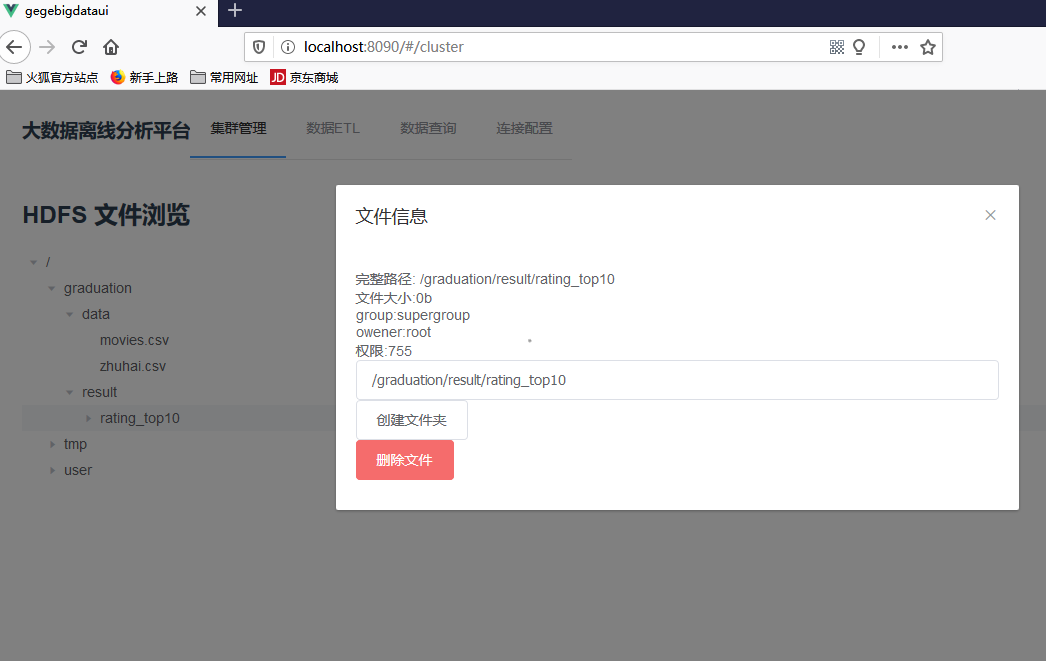 gegebigdataui
localhost:8090/#/cluster
火狐官方站点 新手上路 常用网址 JD 京东商城
大数据离线分析平台 集群管理 数据ETL 数据查询 连接配置
HDFS 文件浏览
/
graduation
data
movies.csv
zhuhai.csv
result
rating_top10
tmp
user
文件信息
完整路径: /graduation/result/rating_top10
文件大小:0b
group:supergroup
owener:root
权限:755
/graduation/result/rating_top10
创建文件夹
删除文件